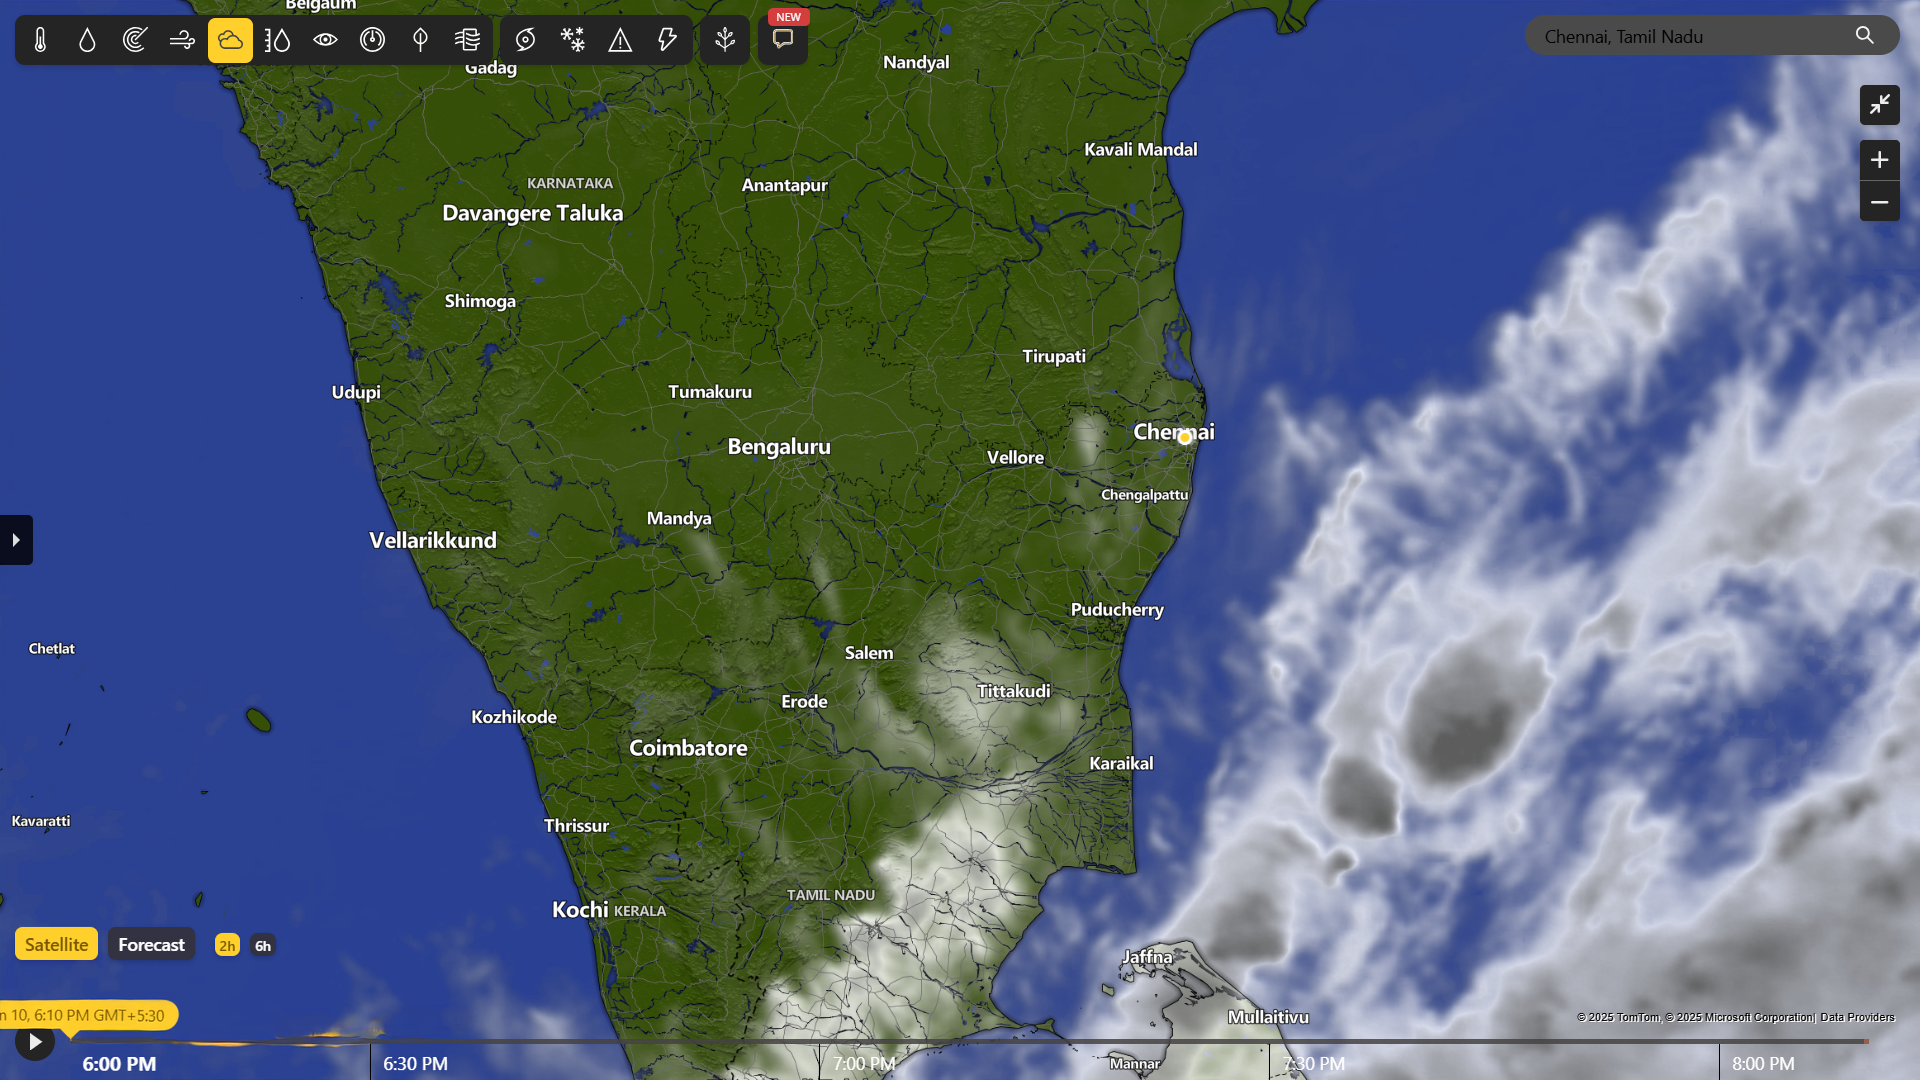 Belgaum
NEW
Chennai, Tamil Nadu
Gadag
Nandyal
Kavali Mandal
KARNATAKA
Anantapur
Davangere Taluka
Shimoga
Tirupati
Udupi
Tumakuru
Chennai
Bengaluru
Vellore
Chengalpattu
Mandya
Vellarikkund
Puducherry
Chetlat
Salem
Tittakudi
Erode
Kozhikode
Coimbatore
Karaikal
Kavaratti
Thrissur
TAMIL NADU
Kochi KERALA
Satellite Forecast 2h 6h
Jaffna
n 10, 6:10 PM GMT+5:30
Mullaitivu
© 2025 TomTom, © 2025 Microsoft Corporation| Data Providers
6:00 PM 6:30 PM 7:00 PM Mannar 7:30 PM 8:00 PM